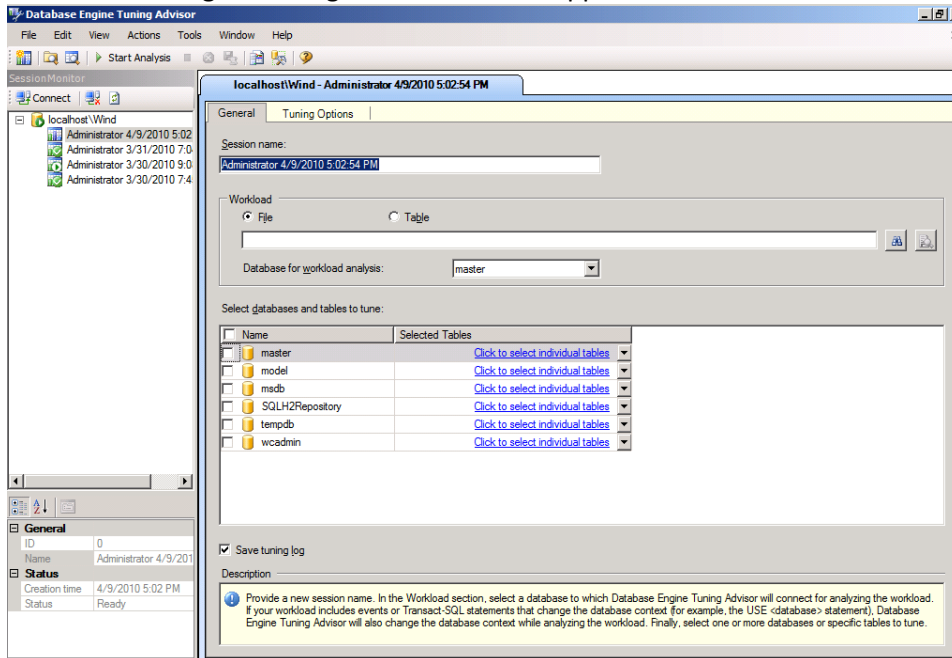 Database Engine Tuning Advisor
File Edit View Actions Tools Window Help
Start Analysis
SessionMonitor
Connect
localhost\Wind
Administrator 4/9/2010 5:02
Administrator 3/31/2010 7:0
Administrator 3/30/2010 9:0
Administrator 3/30/2010 7:4
localhost\Wind - Administrator 4/9/2010 5:02:54 PM
General Tuning Options
Session name:
Administrator 4/9/2010 5:02:54 PM
Workload
File Table
Database for workload analysis: master
Select databases and tables to tune:
Name Selected Tables
master Click to select individual tables
model Click to select individual tables
msdb Click to select individual tables
SQLH2Repository Click to select individual tables
tempdb Click to select individual tables
wcadmin Click to select individual tables
General
ID 0
Name Administrator 4/9/201
Status
Creation time 4/9/2010 5:02 PM
Status Ready
Save tuning log
Description
Provide a new session name. In the Workload section, select a database to which Database Engine Tuning Advisor will connect for analyzing the workload.
If your workload includes events or Transact-SQL statements that change the database context (for example, the USE <database> statement), Database
Engine Tuning Advisor will also change the database context while analyzing the workload. Finally, select one or more databases or specific tables to tune.